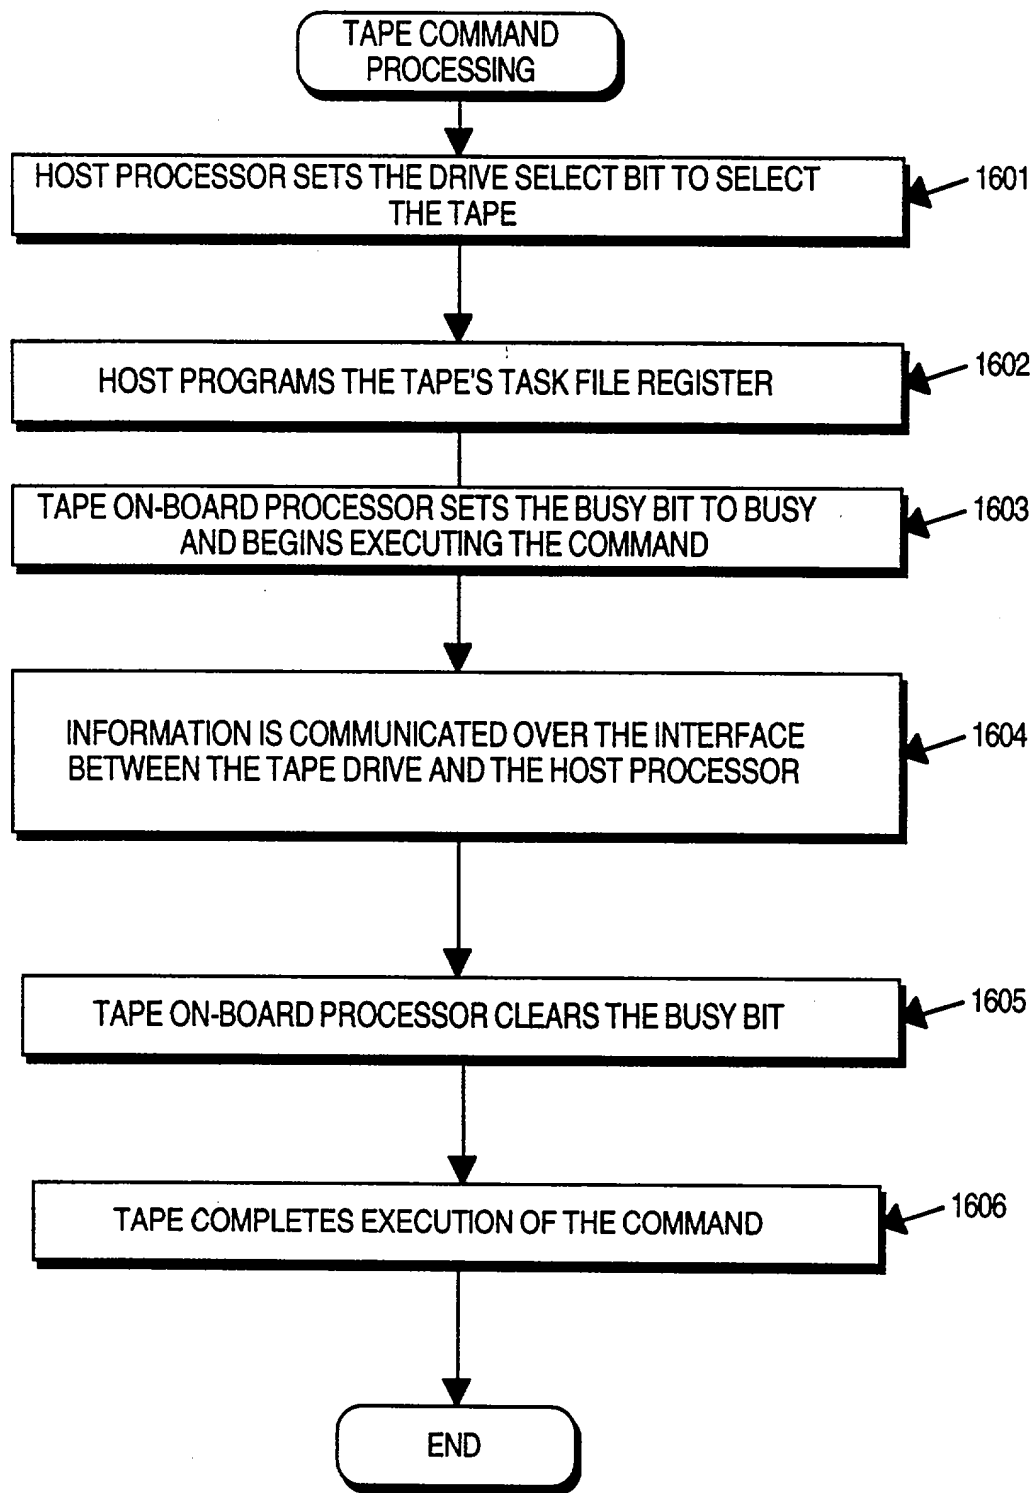 TAPE COMMAND
PROCESSING
HOST PROCESSOR SETS THE DRIVE SELECT BIT TO SELECT
THE TAPE
1601
HOST PROGRAMS THE TAPE'S TASK FILE REGISTER
1602
TAPE ON-BOARD PROCESSOR SETS THE BUSY BIT TO BUSY
AND BEGINS EXECUTING THE COMMAND
1603
INFORMATION IS COMMUNICATED OVER THE INTERFACE
BETWEEN THE TAPE DRIVE AND THE HOST PROCESSOR
1604
TAPE ON-BOARD PROCESSOR CLEARS THE BUSY BIT
1605
TAPE COMPLETES EXECUTION OF THE COMMAND
1606
END